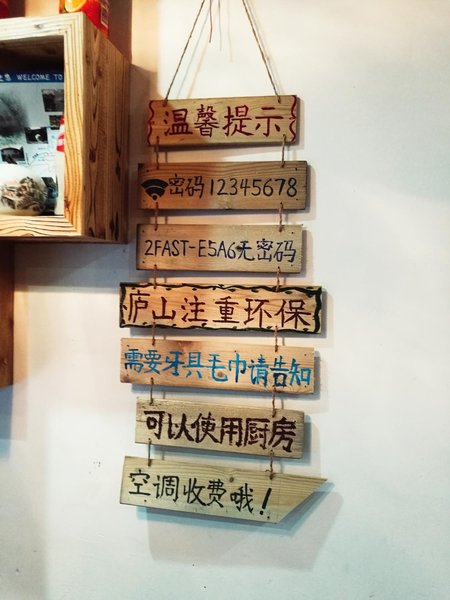 WELCOME TO
温馨提示
密码12345678
2FAST-E5A6无密码
庐山注重环保
需要牙具毛巾请告知
可以使用厨房
空调收费哦！